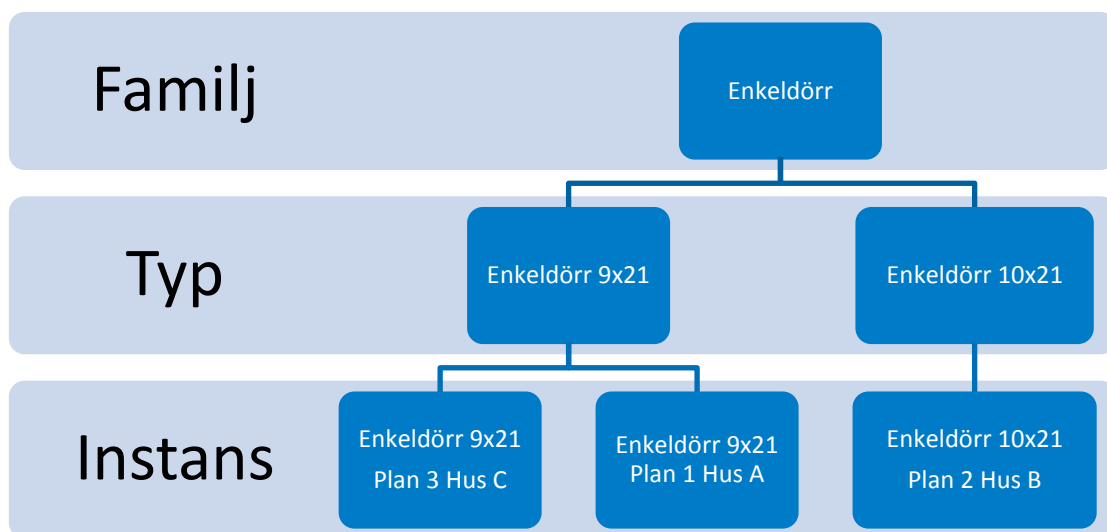 Familj
Enkeldörr
Typ
Enkeldörr 9x21
Enkeldörr 10x21
Instans
Enkeldörr 9x21
Plan 3 Hus C
Enkeldörr 9x21
Plan 1 Hus A
Enkeldörr 10x21
Plan 2 Hus B